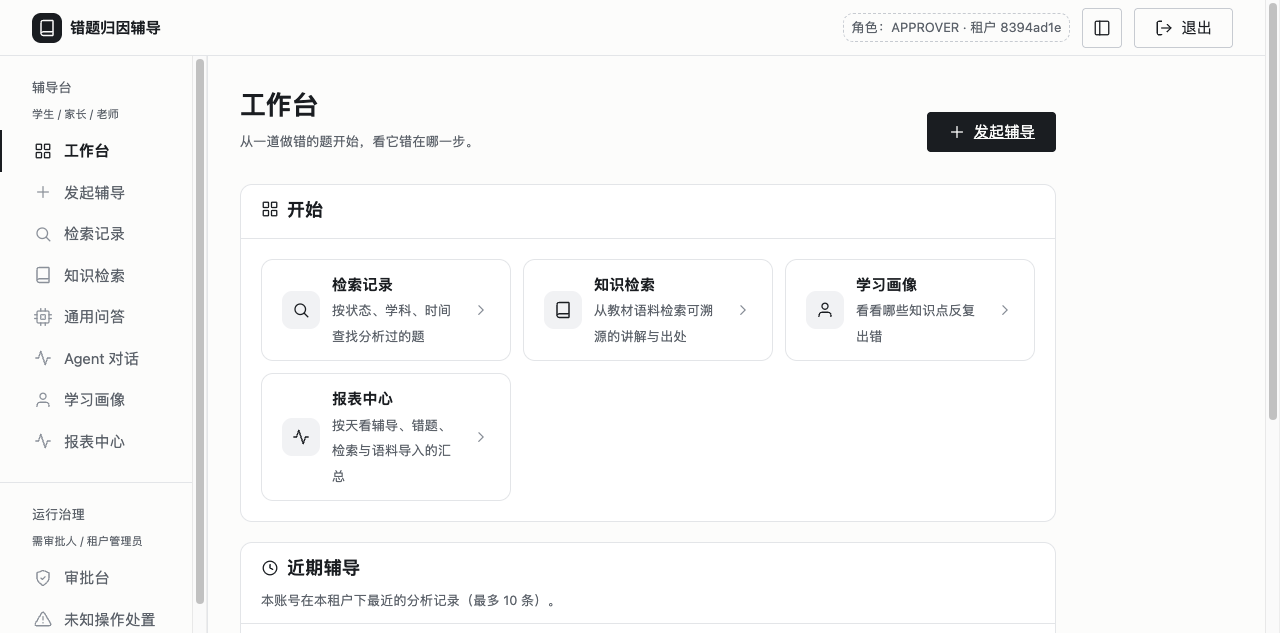 错题归因辅导
角色：APPROVER · 租户 8394ad1e
退出
辅导台
学生 / 家长 / 老师
工作台
发起辅导
检索记录
知识检索
通用问答
Agent 对话
学习画像
报表中心
运行治理
需审批人 / 租户管理员
审批台
未知操作处置
工作台
从一道做错的题开始，看它错在哪一步。
发起辅导
开始
检索记录
按状态、学科、时间
查找分析过的题
知识检索
从教材语料检索可溯
源的讲解与出处
学习画像
看看哪些知识点反复
出错
报表中心
按天看辅导、错题、
检索与语料导入的汇
总
近期辅导
本账号在本租户下最近的分析记录（最多 10 条）。